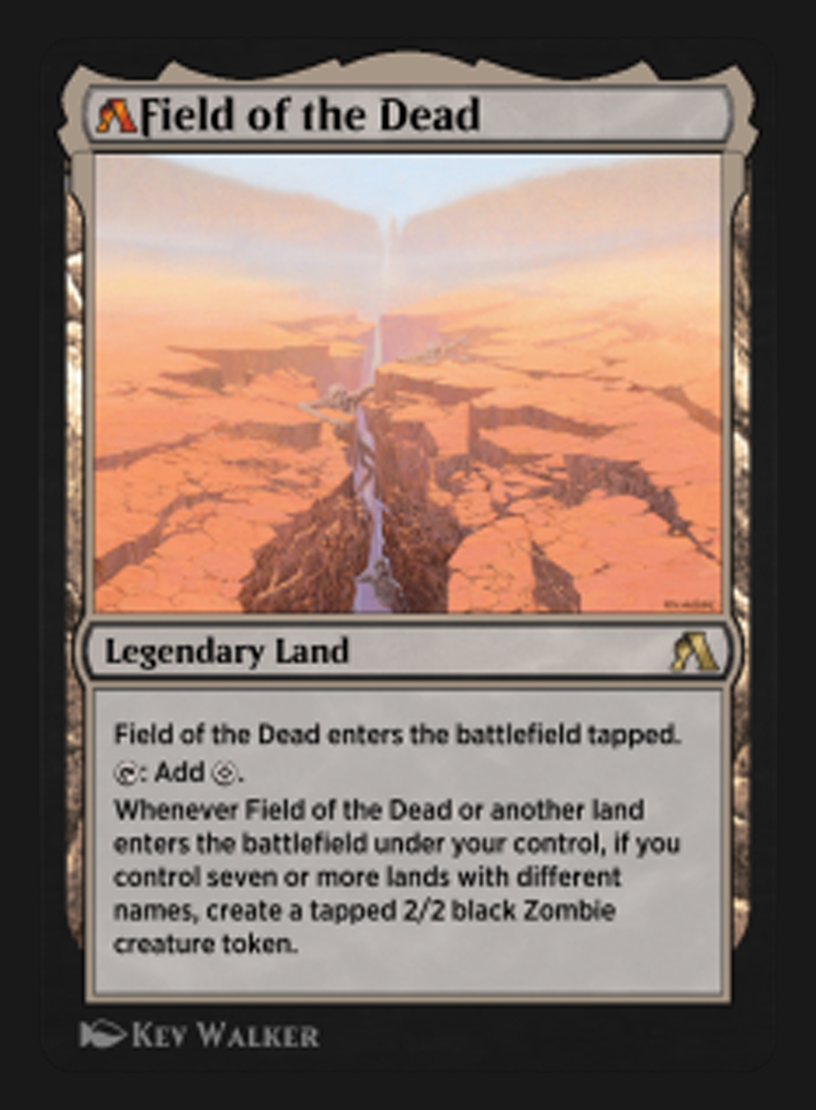 Field of the Dead
Legendary Land
Field of the Dead enters the battlefield tapped.
: Add .
Whenever Field of the Dead or another land
enters the battlefield under your control, if you
control seven or more lands with different
names, create a tapped 2/2 black Zombie
creature token.
Kev Walker